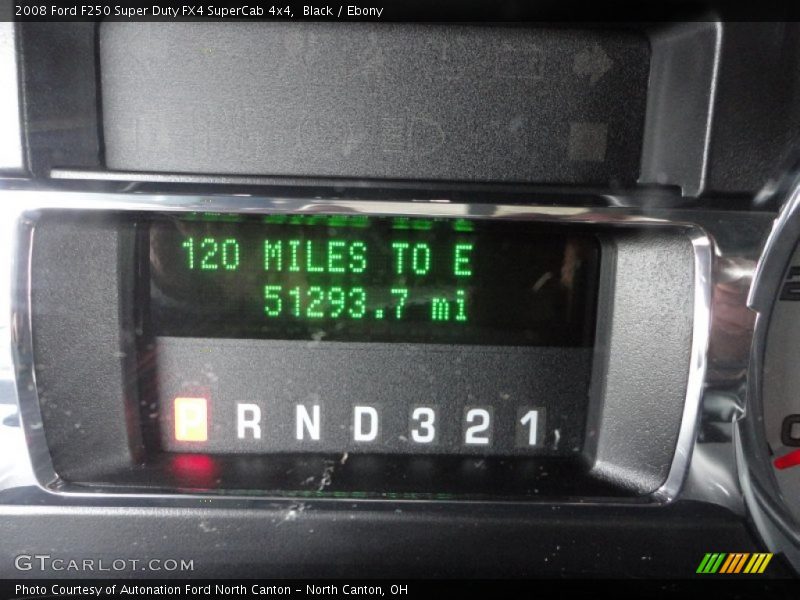 2008 Ford F250 Super Duty FX4 SuperCab 4x4,  Black / Ebony
120 MILES TO E
51293.7 mi
P R N D 3 2 1
GTCARLOT.COM
Photo Courtesy of Autonation Ford North Canton - North Canton, OH